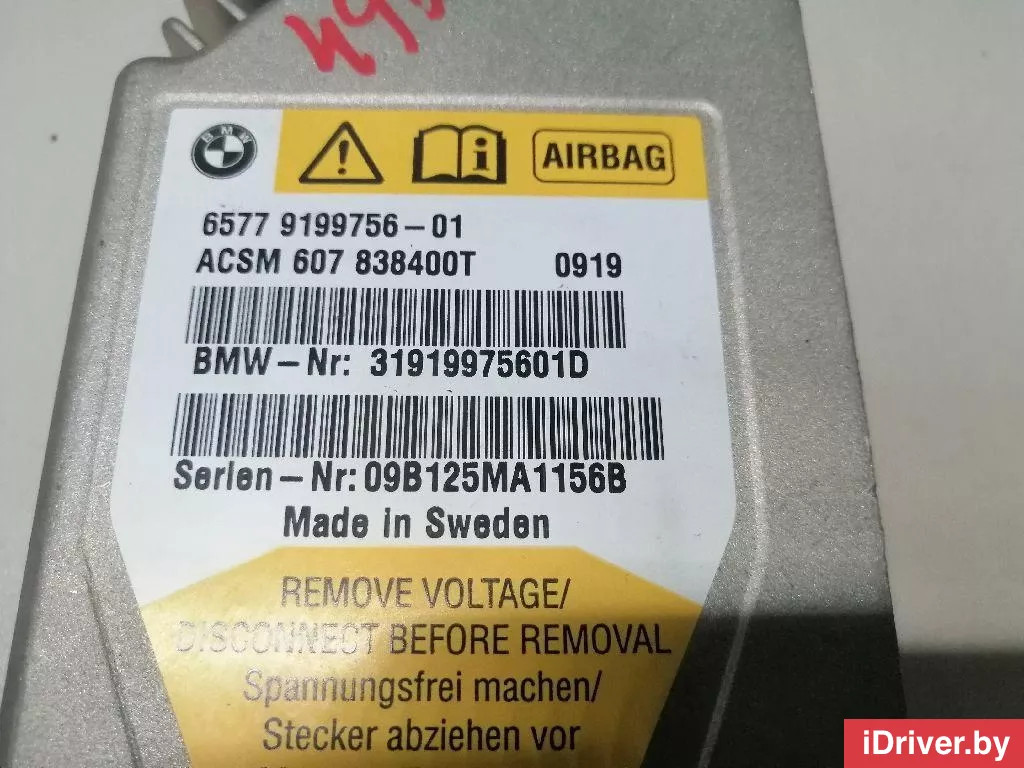 BMW
AIRBAG
6577 9199756-01
ACSM 607 838400T 0919
BMW-Nr: 31919975601D
Serien-Nr: 09B125MA1156B
Made in Sweden
REMOVE VOLTAGE/
DISCONNECT BEFORE REMOVAL
Spannungsfrei machen/
Stecker abziehen vor
iDriver.by